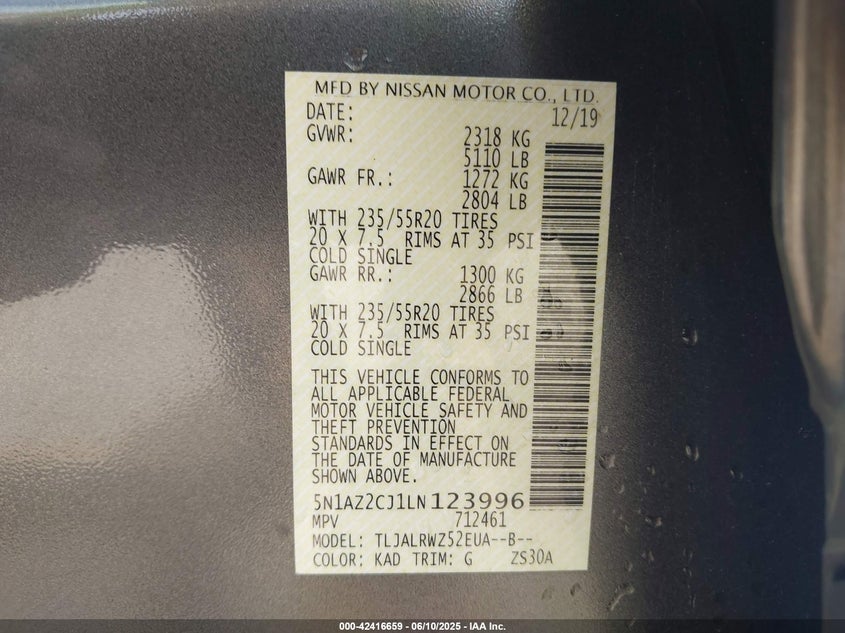 MFD BY NISSAN MOTOR CO., LTD.
DATE: 12/19
GVWR: 2318 KG
5110 LB
GAWR FR.: 1272 KG
2804 LB
WITH 235/55R20 TIRES
20 X 7.5 RIMS AT 35 PSI
COLD SINGLE
GAWR RR.: 1300 KG
2866 LB
WITH 235/55R20 TIRES
20 X 7.5 RIMS AT 35 PSI
COLD SINGLE
THIS VEHICLE CONFORMS TO
ALL APPLICABLE FEDERAL
MOTOR VEHICLE SAFETY AND
THEFT PREVENTION
STANDARDS IN EFFECT ON
THE DATE OF MANUFACTURE
SHOWN ABOVE.
5N1AZ2CJ1LN123996
MPV 712461
MODEL: TLJALRWZ52EUA--B--
COLOR: KAD TRIM: G ZS30A
000-42416659 - 06/10/2025 - IAA Inc.